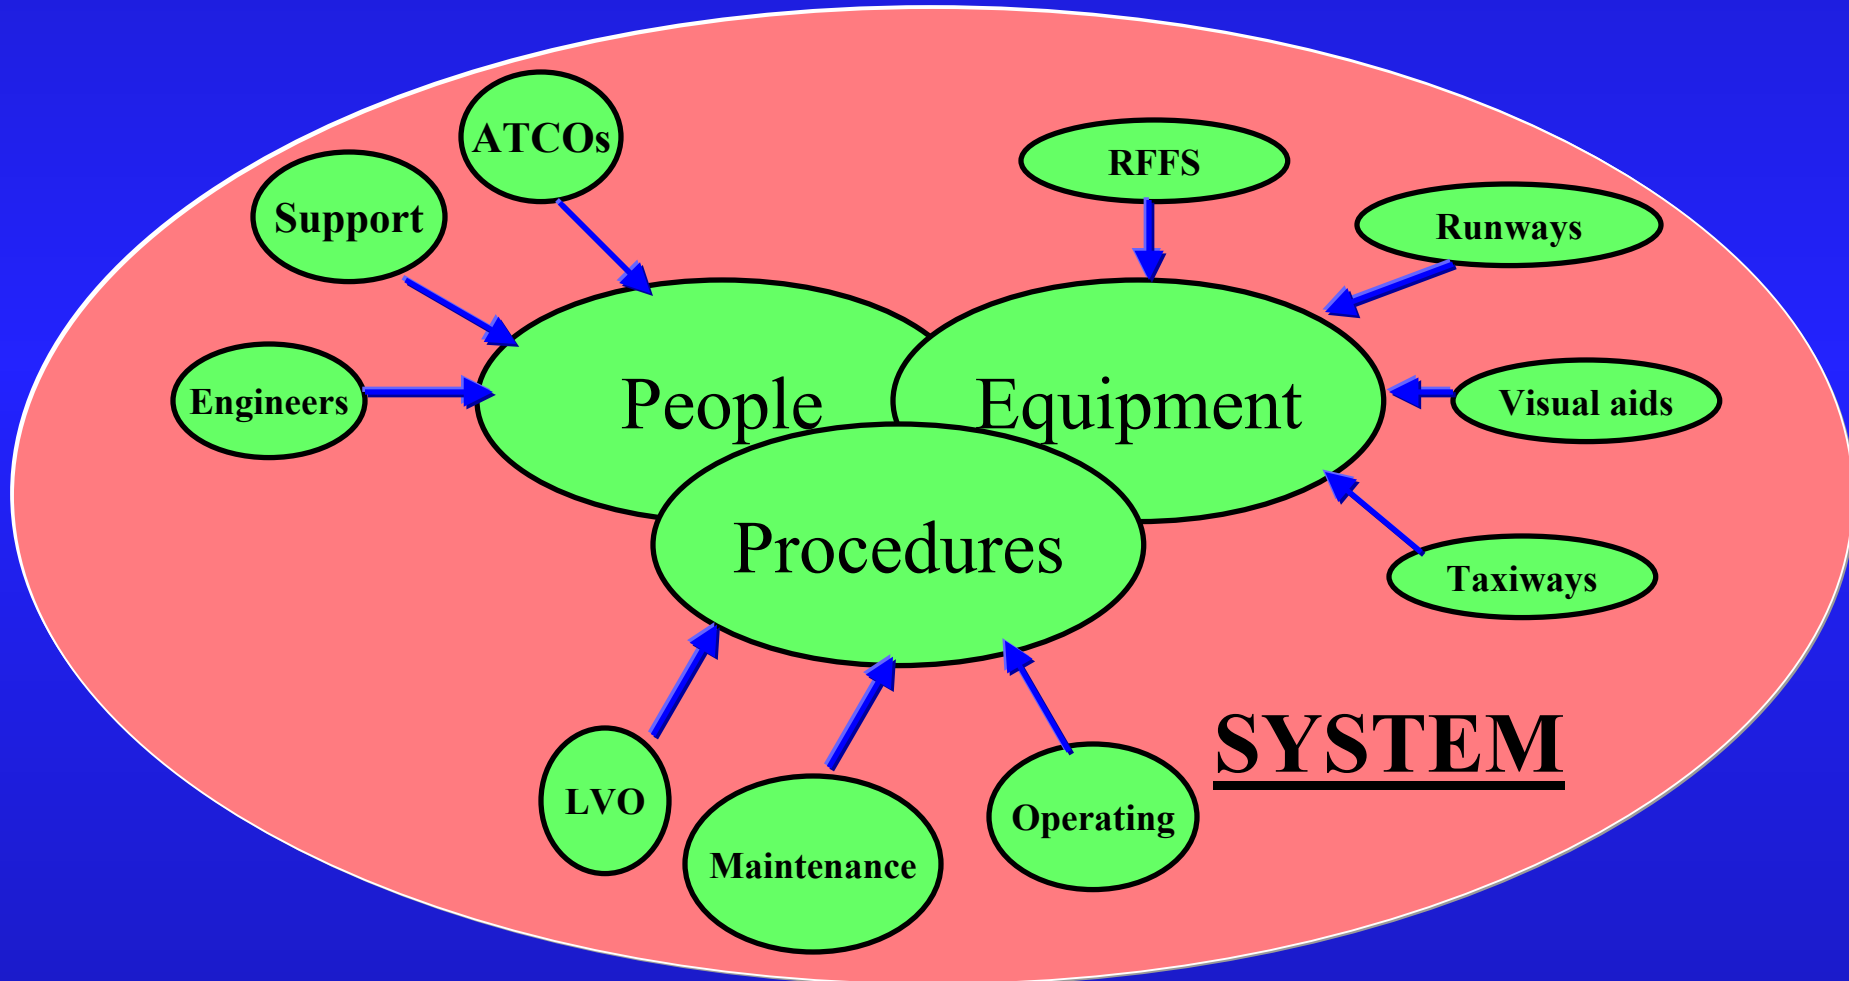 ATCOs
RFFS
Support
Runways
Engineers
People
Equipment
Visual aids
Procedures
Taxiways
SYSTEM
LVO
Operating
Maintenance